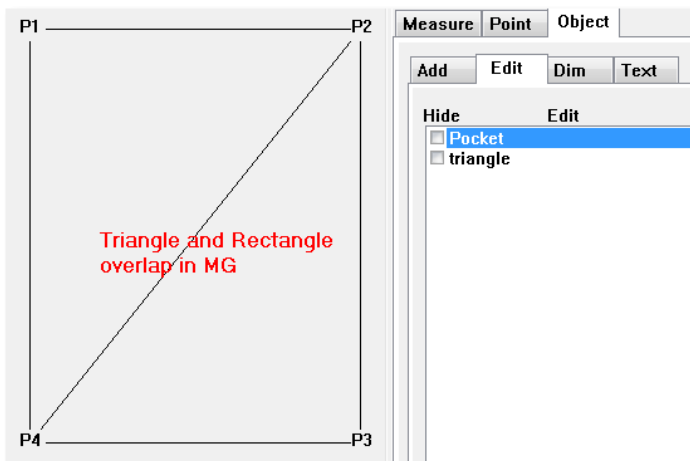 P1
P2
Triangle and Rectangle
overlap in MG
P4
P3
Measure Point Object
Add Edit Dim Text
Hide Edit
Pocket
triangle